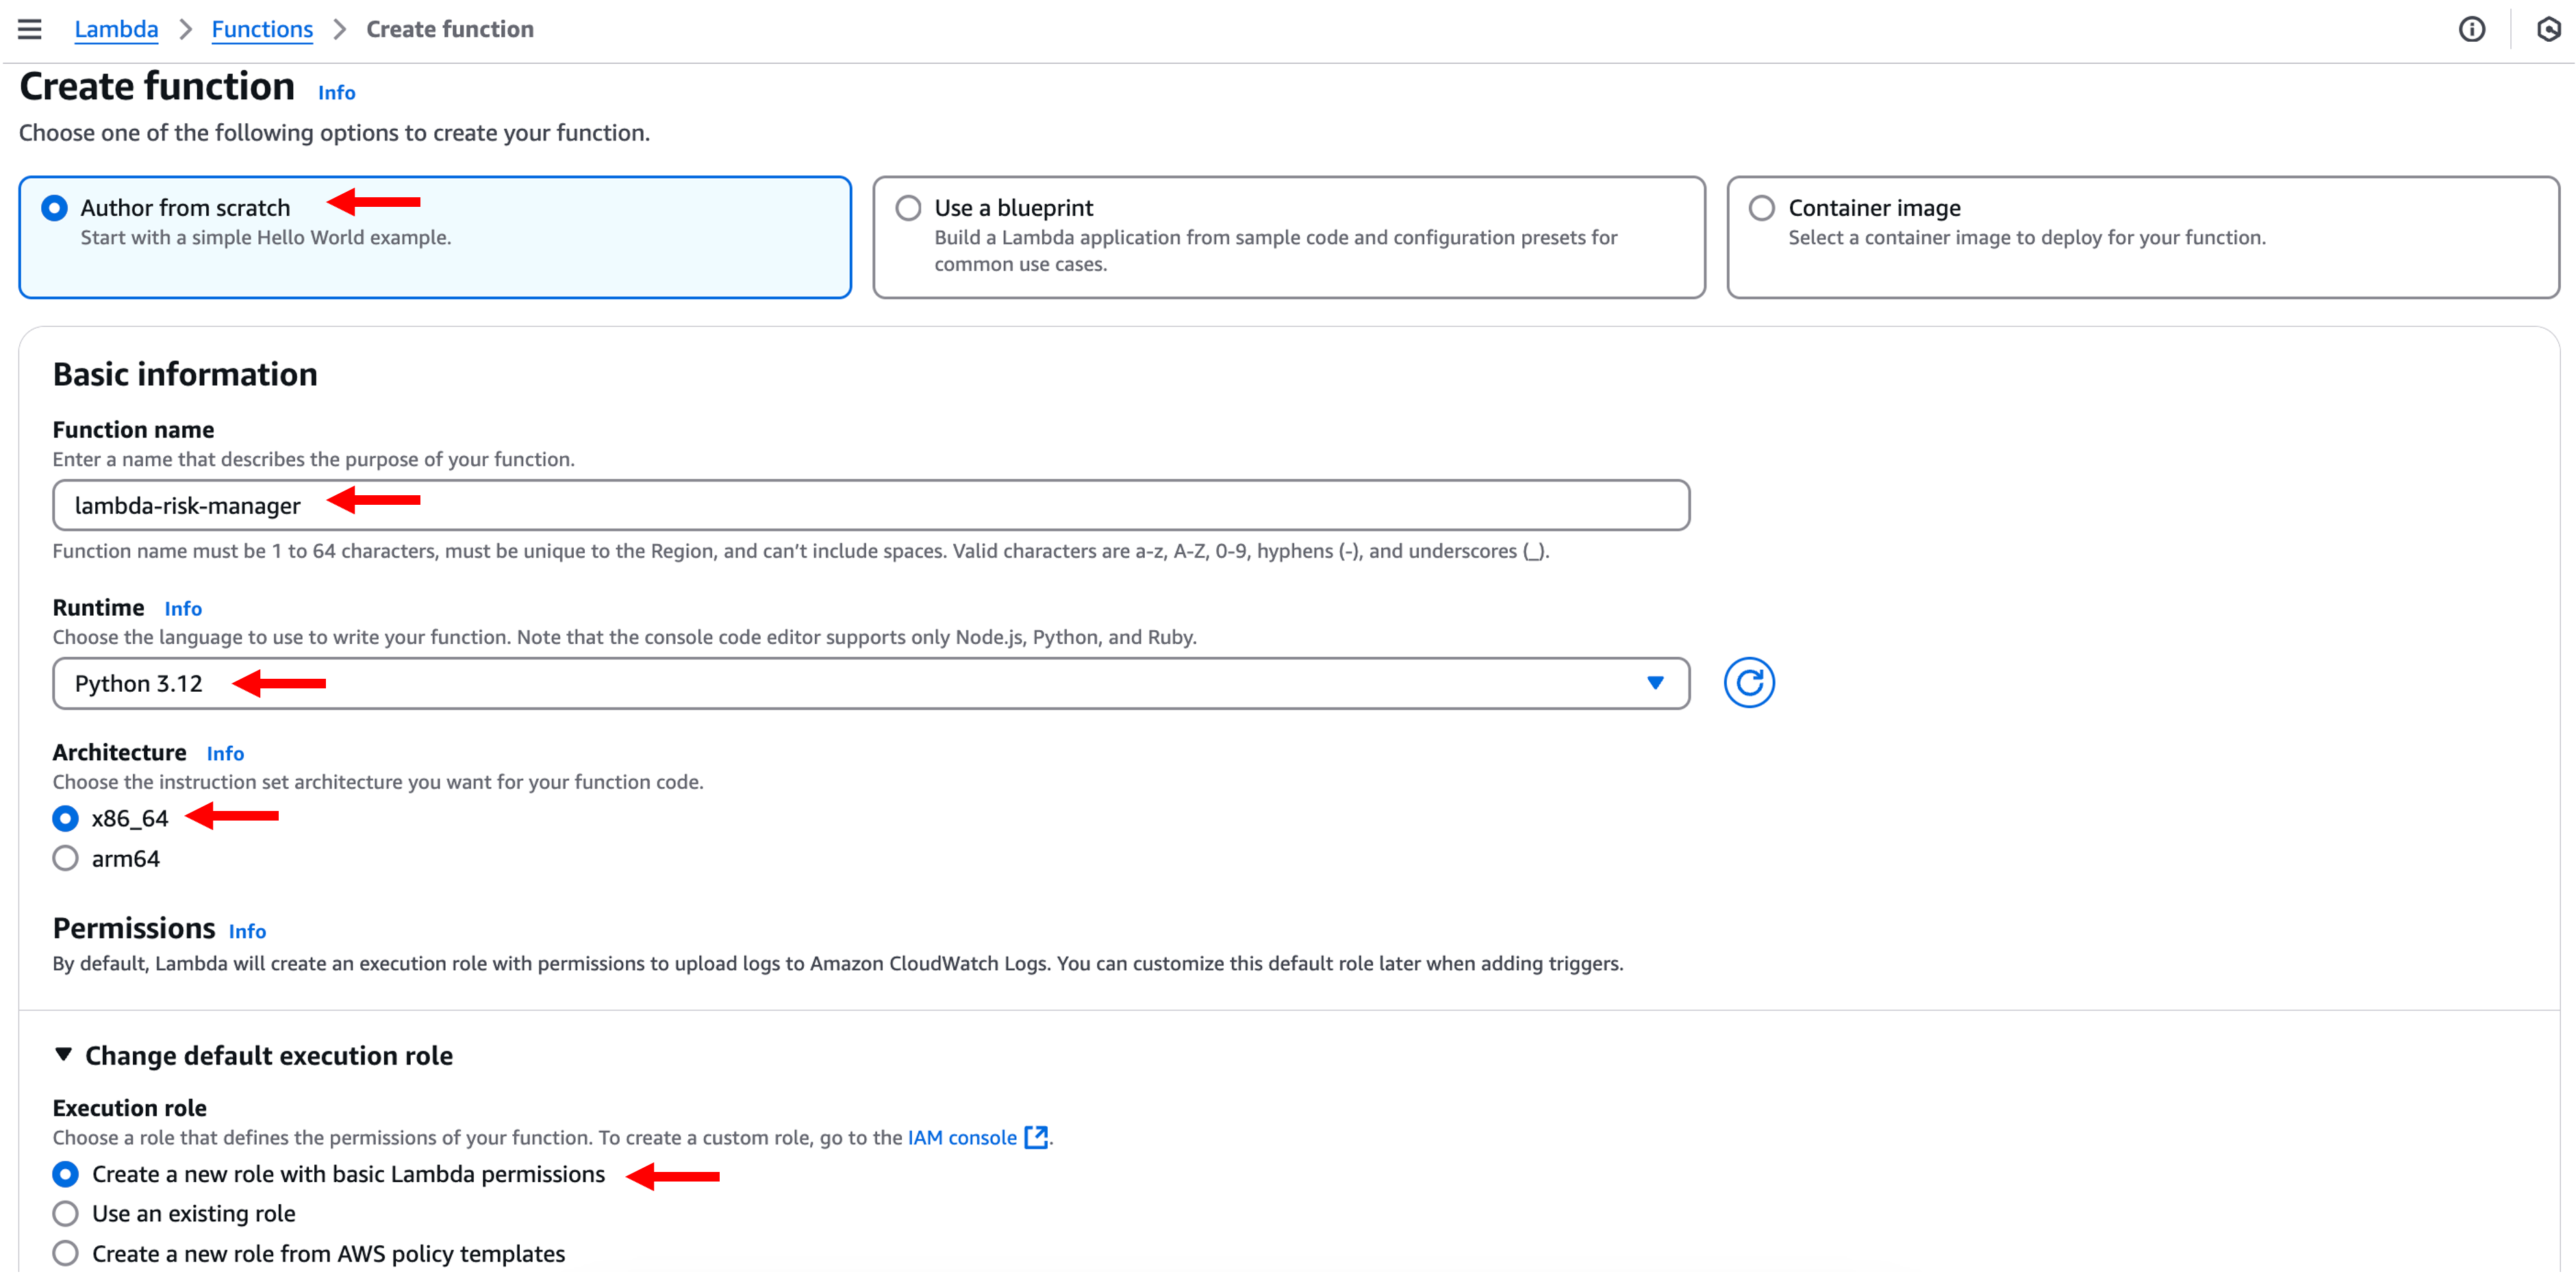 Lambda > Functions > Create function
Create function Info
Choose one of the following options to create your function.
Author from scratch
Start with a simple Hello World example.
Use a blueprint
Build a Lambda application from sample code and configuration presets for
common use cases.
Container image
Select a container image to deploy for your function.
Basic information
Function name
Enter a name that describes the purpose of your function.
lambda-risk-manager
Function name must be 1 to 64 characters, must be unique to the Region, and can’t include spaces. Valid characters are a-z, A-Z, 0-9, hyphens (-), and underscores (_).
Runtime Info
Choose the language to use to write your function. Note that the console code editor supports only Node.js, Python, and Ruby.
Python 3.12
Architecture Info
Choose the instruction set architecture you want for your function code.
x86_64
arm64
Permissions Info
By default, Lambda will create an execution role with permissions to upload logs to Amazon CloudWatch Logs. You can customize this default role later when adding triggers.
Change default execution role
Execution role
Choose a role that defines the permissions of your function. To create a custom role, go to the IAM console.
Create a new role with basic Lambda permissions
Use an existing role
Create a new role from AWS policy templates